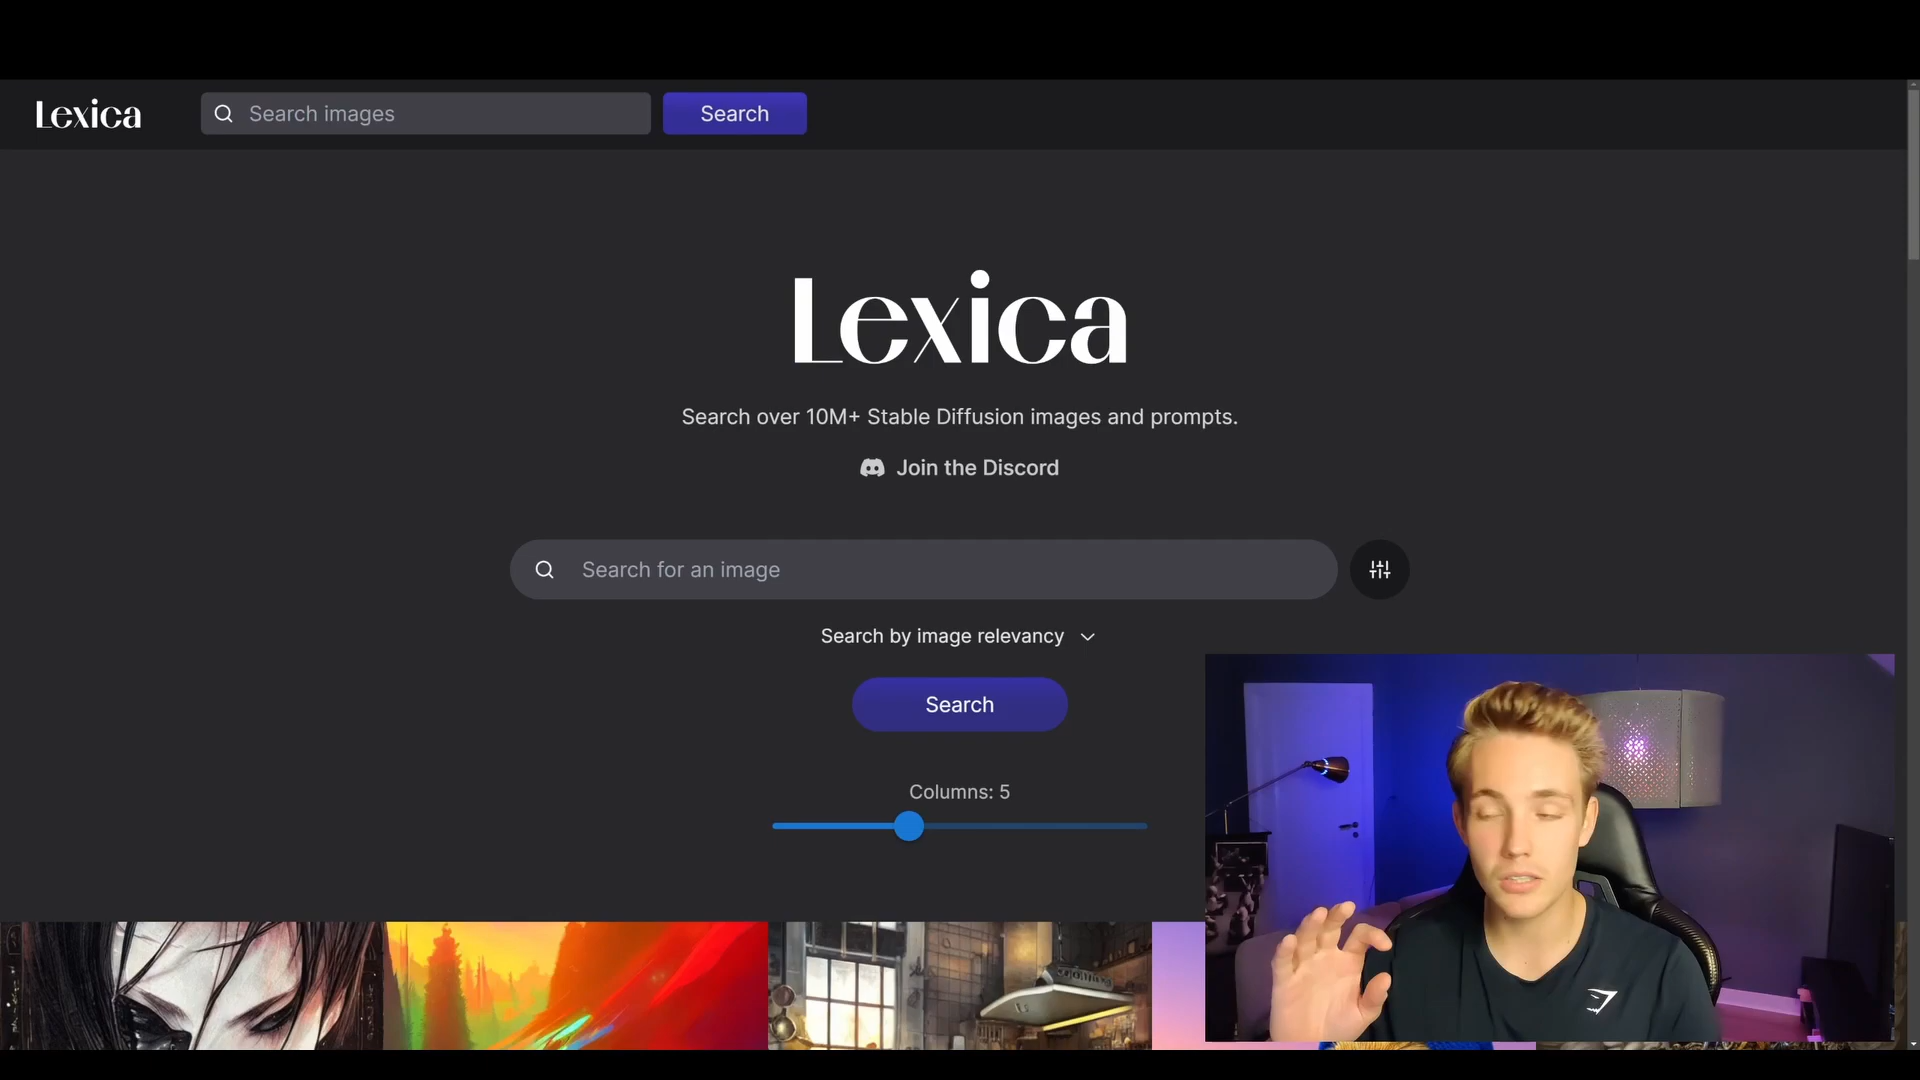 Lexica
Search images
Search
Lexica
Search over 10M+ Stable Diffusion images and prompts.
Join the Discord
Search for an image
Search by image relevancy
Search
Columns: 5